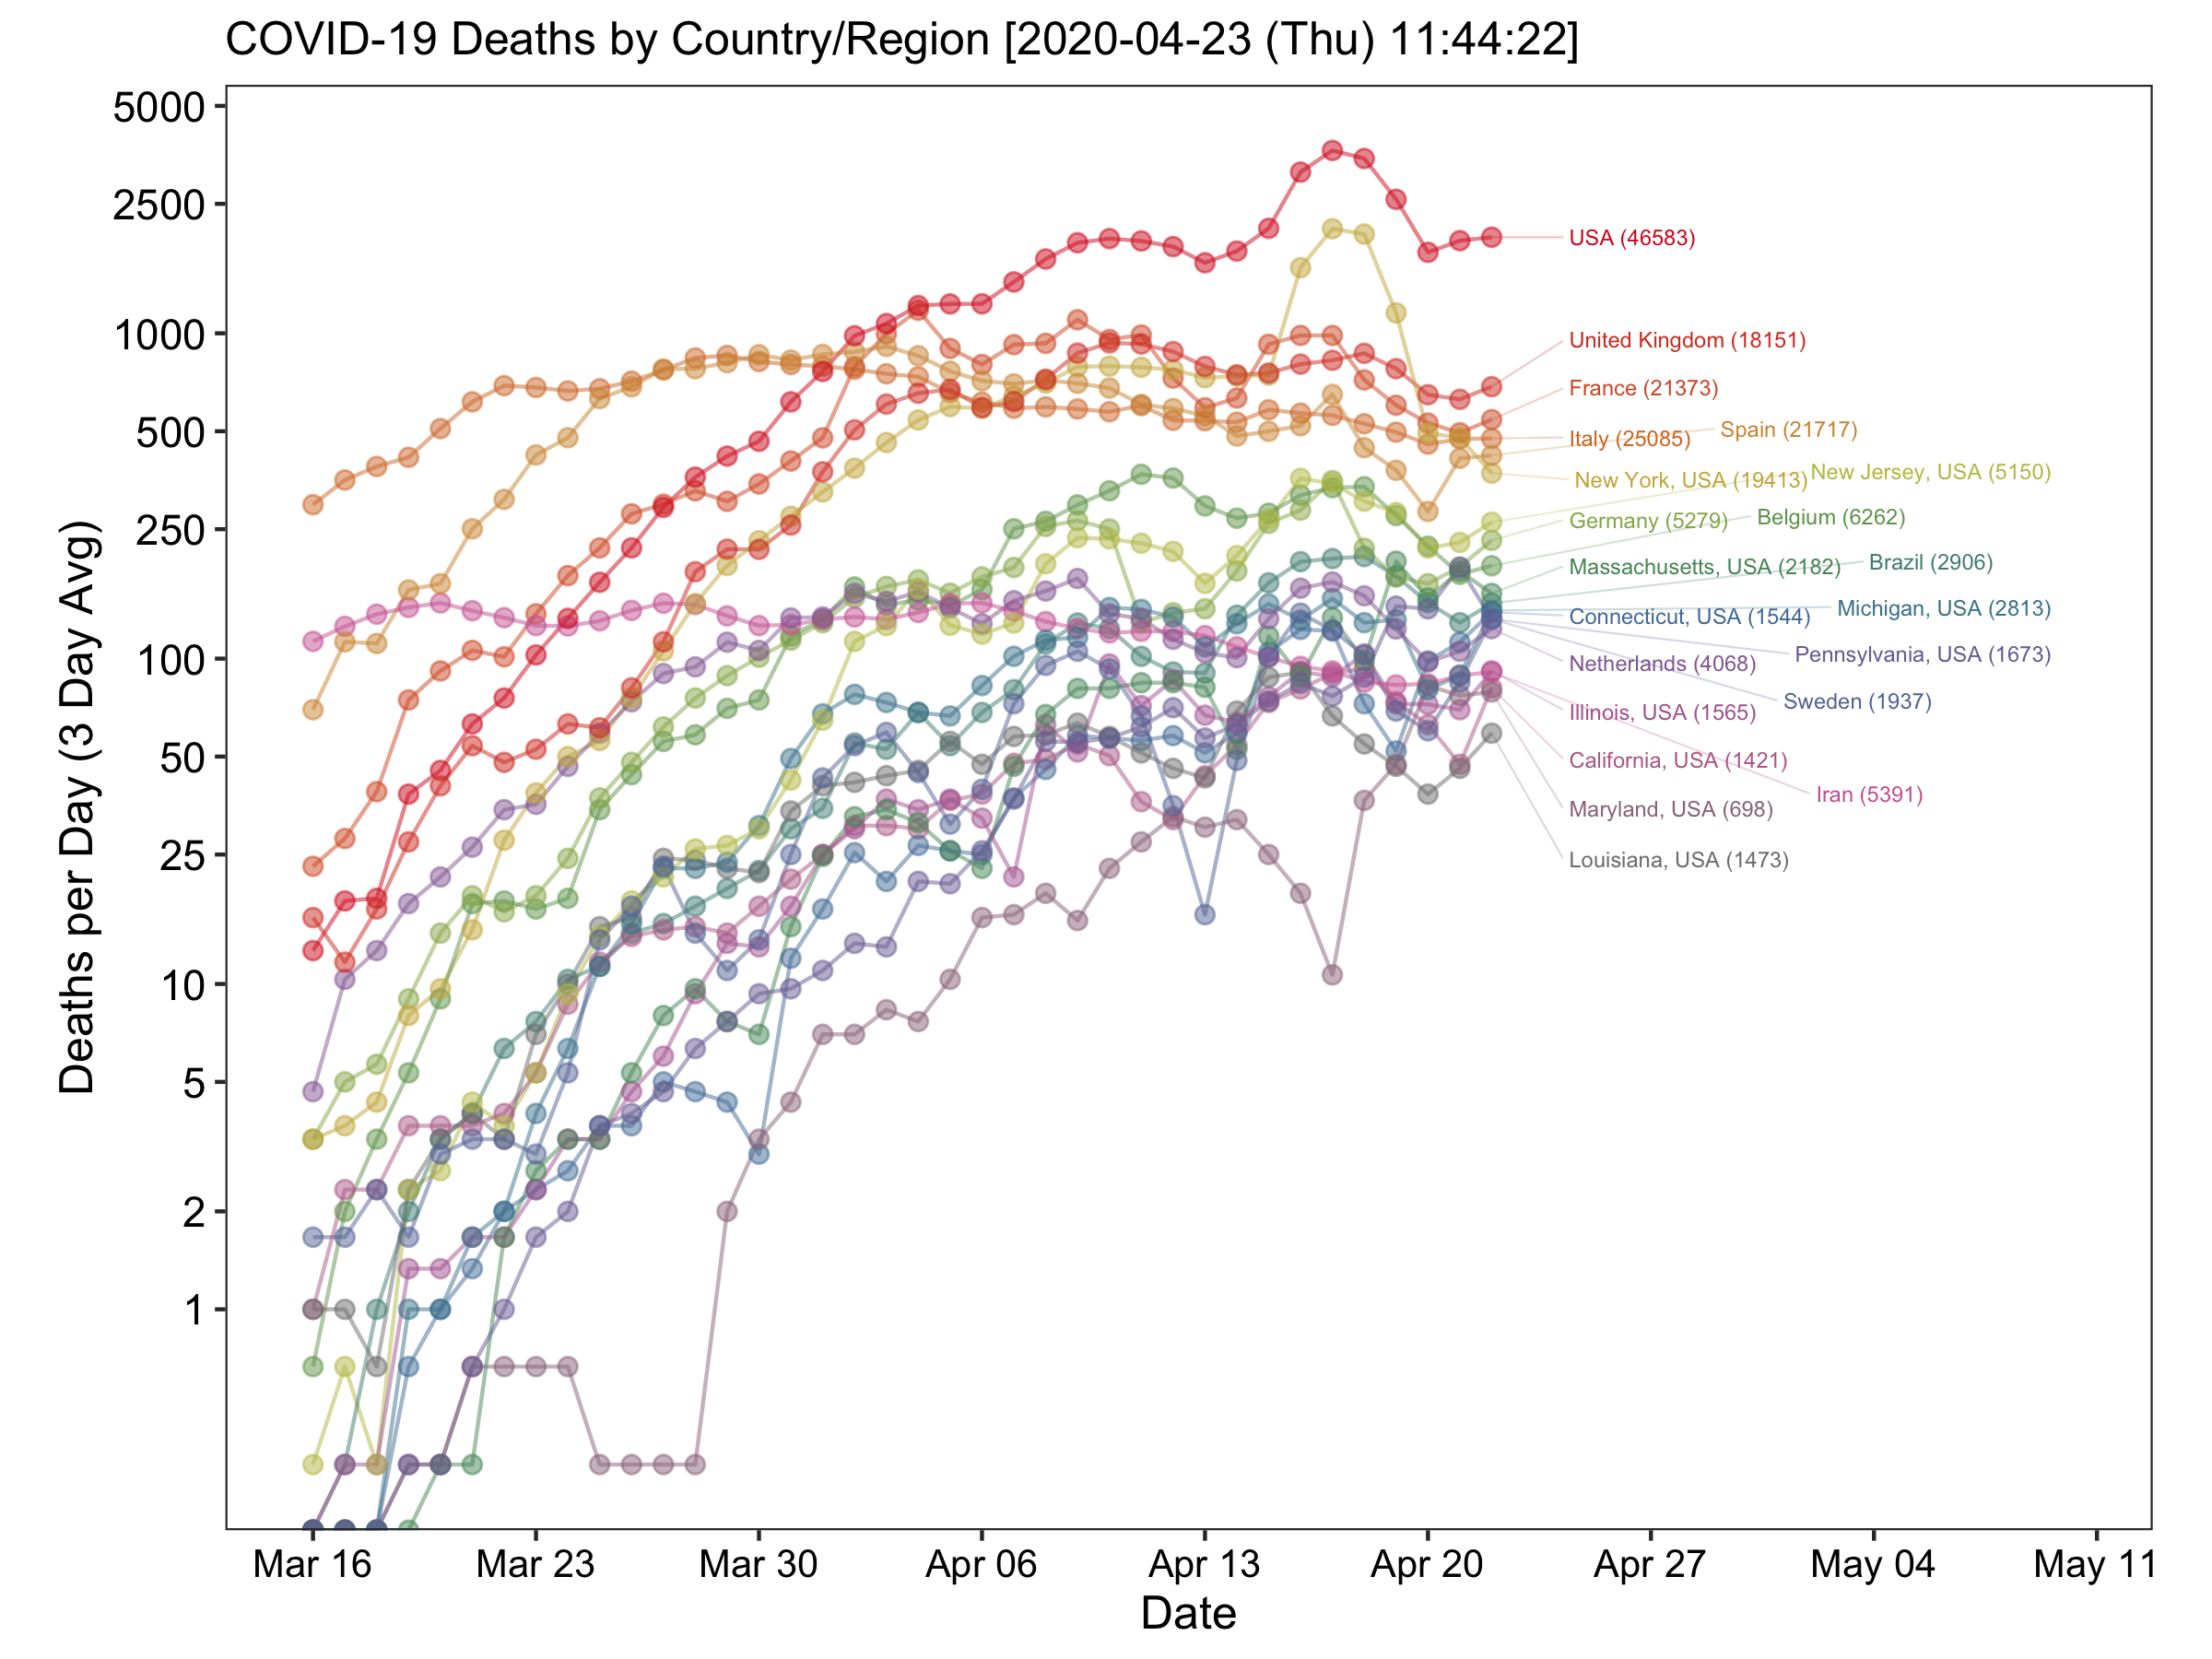 COVID-19 Deaths by Country/Region [2020-04-23 (Thu) 11:44:22]
Deaths per Day (3 Day Avg)
5000
2500
1000
500
250
100
50
25
10
5
2
1
USA (46583)
United Kingdom (18151)
France (21373)
Spain (21717)
Italy (25085)
New Jersey, USA (5150)
New York, USA (19413)
Belgium (6262)
Germany (5279)
Brazil (2906)
Massachusetts, USA (2182)
Michigan, USA (2813)
Connecticut, USA (1544)
Pennsylvania, USA (1673)
Netherlands (4068)
Sweden (1937)
Illinois, USA (1565)
California, USA (1421)
Iran (5391)
Maryland, USA (698)
Louisiana, USA (1473)
Mar 16 Mar 23 Mar 30 Apr 06 Apr 13 Apr 20 Apr 27 May 04 May 11
Date